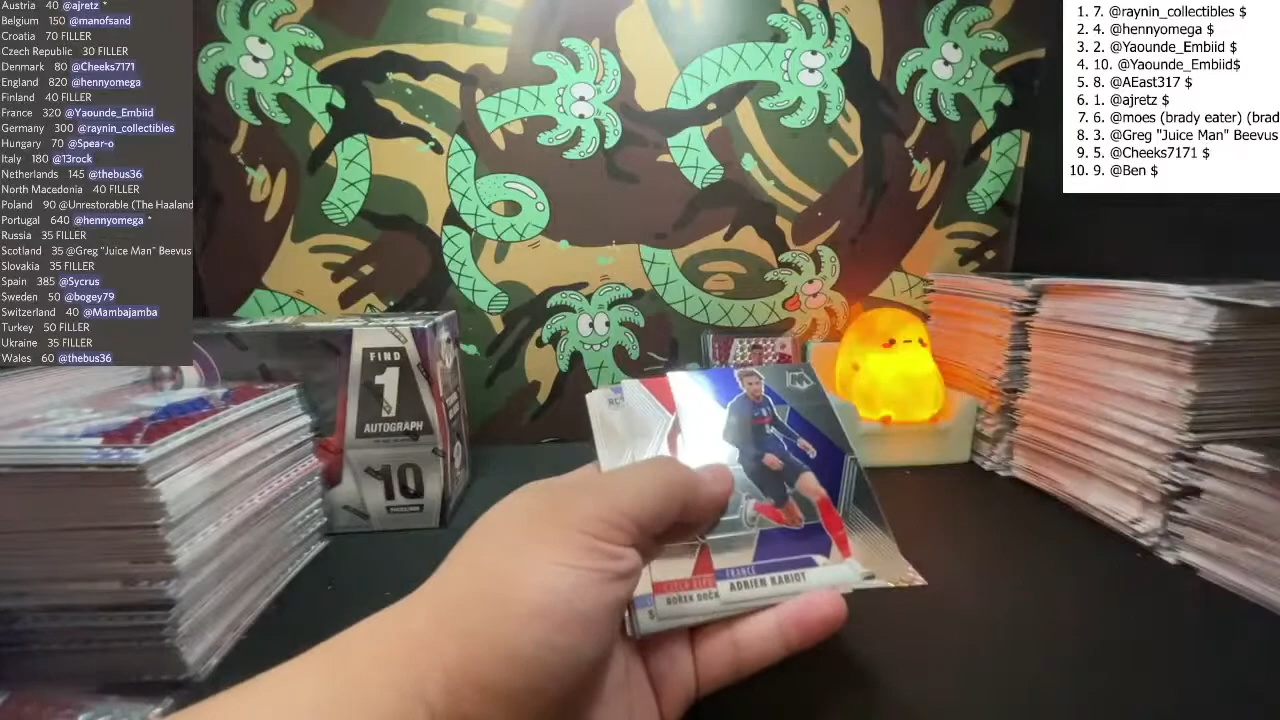 Austria 40 @ajretz *
Belgium 150 @manofsand
Croatia 70 FILLER
Czech Republic 30 FILLER
Denmark 80 @Cheeks7171
England 820 @hennyomega
Finland 40 FILLER
France 320 @Yaounde_Embiid
Germany 300 @raynin_collectibles
Hungary 70 @Spear-o
Italy 180 @13rock
Netherlands 145 @thebus36
North Macedonia 40 FILLER
Poland 90 @Unrestorable (The Haaland
Portugal 640 @hennyomega *
Russia 35 FILLER
Scotland 35 @Greg "Juice Man" Beevus
Slovakia 35 FILLER
Spain 385 @Sycrus
Sweden 50 @bogey79
Switzerland 40 @Mambajamba
Turkey 50 FILLER
Ukraine 35 FILLER
Wales 60 @thebus36
1. 7. @raynin_collectibles $
2. 4. @hennyomega $
3. 2. @Yaounde_Embiid $
4. 10. @Yaounde_Embiid$
5. 8. @AEast317 $
6. 1. @ajretz $
7. 6. @moes (brady eater) (brad
8. 3. @Greg "Juice Man" Beevus
9. 5. @Cheeks7171 $
10. 9. @Ben $
FIND
1
AUTOGRAPH
10
RC
CZECH REPU
BOŘEK DOČK
FRANCE
ADRIEN RABIOT